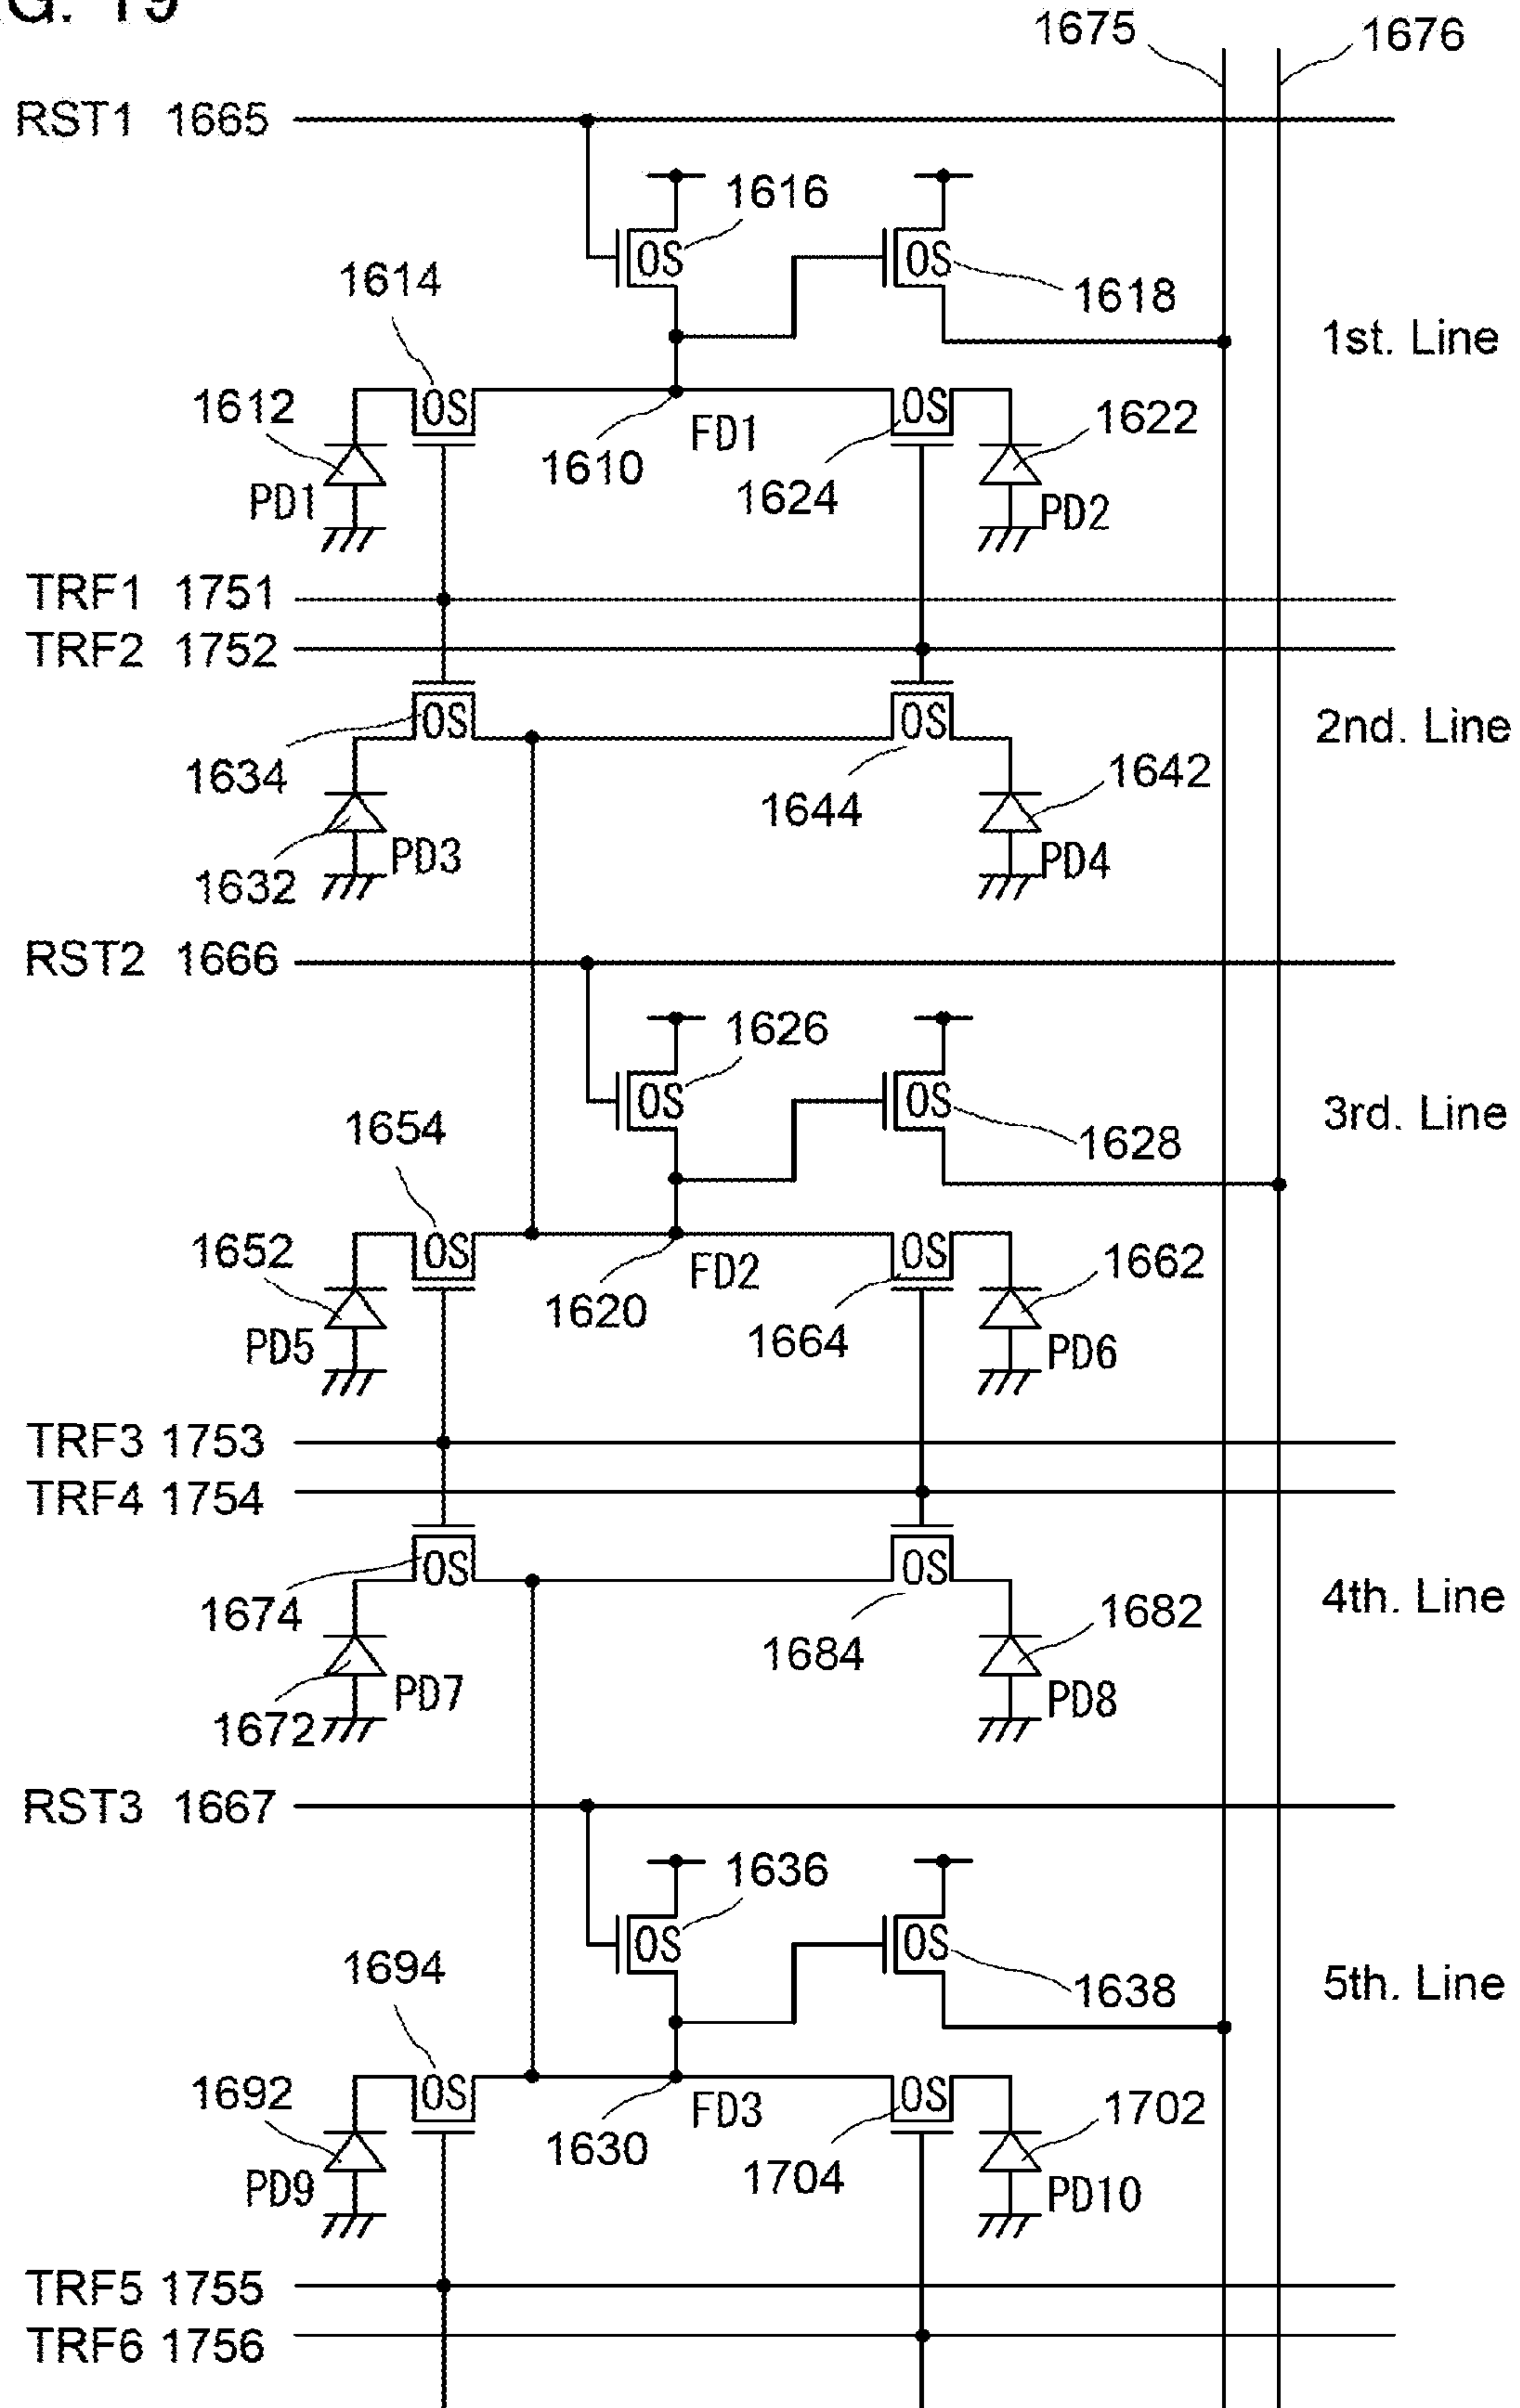 G. 19
1675
1676
RST1 1665
1616
OS
OS
1614
1618
1st. Line
OS
OS
1612
1622
FD1
1610
1624
PD1
PD2
TRF1 1751
TRF2 1752
OS
OS
2nd. Line
1634
1642
1644
PD3
PD4
1632
RST2 1666
1626
OS
OS
3rd. Line
1654
1628
OS
OS
1652
1662
FD2
1620
1664
PD5
PD6
TRF3 1753
TRF4 1754
OS
OS
4th. Line
1674
1682
1684
PD7
PD8
1672
RST3 1667
1636
OS
OS
1694
1638
5th. Line
OS
OS
1692
1702
FD3
1630
1704
PD9
PD10
TRF5 1755
TRF6 1756